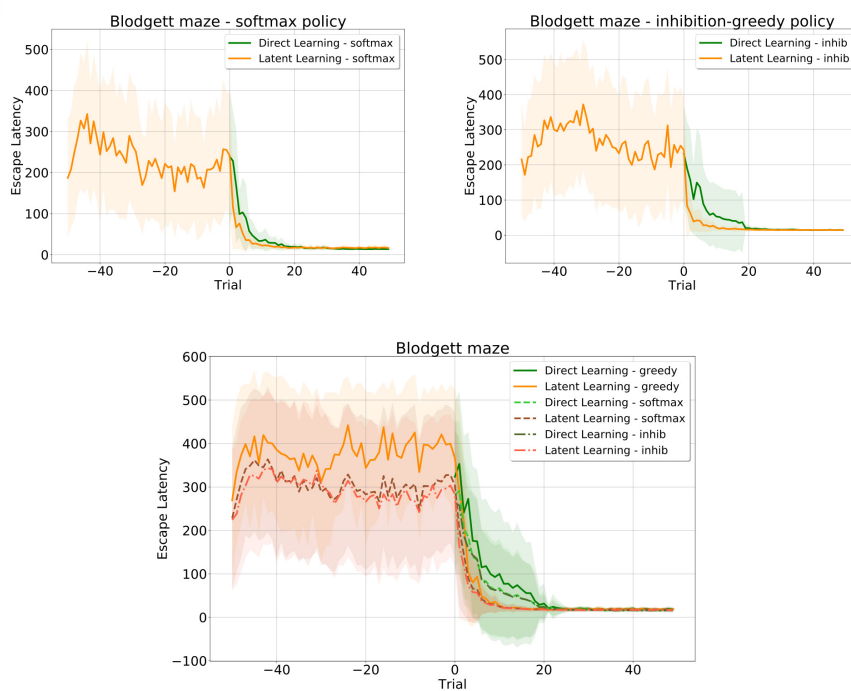 Blodgett maze - softmax policy
Direct Learning - softmax
Latent Learning - softmax
500
400
300
200
100
0
Escape Latency
−40
−20
0
20
40
Trial
Blodgett maze - inhibition-greedy policy
Direct Learning - inhib
Latent Learning - inhib
500
400
300
200
100
0
Escape Latency
−40
−20
0
20
40
Trial
Blodgett maze
Direct Learning - greedy
Latent Learning - greedy
Direct Learning - softmax
Latent Learning - softmax
Direct Learning - inhib
Latent Learning - inhib
600
500
400
300
200
100
0
−100
Escape Latency
−40
−20
0
20
40
Trial